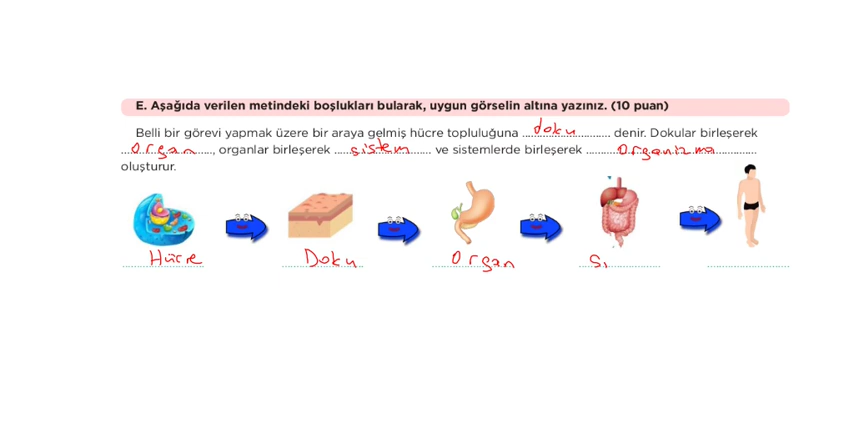 E. Aşağıda verilen metindeki boşlukları bularak, uygun görselin altına yazınız. (10 puan)
Belli bir görevi yapmak üzere bir araya gelmiş hücre topluluğuna doku denir. Dokular birleşerek
organ, organlar birleşerek sistem ve sistemlerde birleşerek organizma
oluşturur.
Hücre Doku Organ Sı